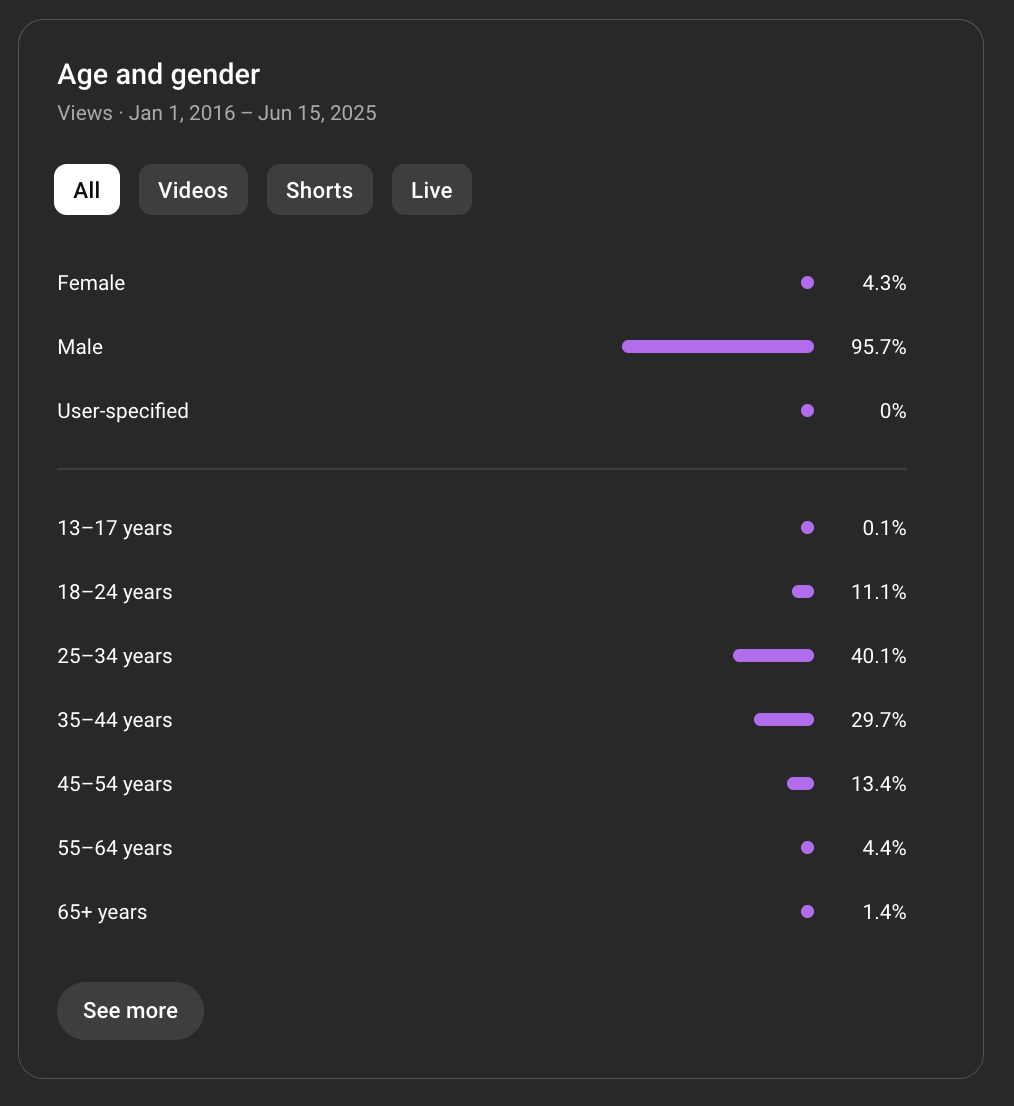 Age and gender
Views · Jan 1, 2016 – Jun 15, 2025
All Videos Shorts Live
Female 4.3%
Male 95.7%
User-specified 0%
13–17 years 0.1%
18–24 years 11.1%
25–34 years 40.1%
35–44 years 29.7%
45–54 years 13.4%
55–64 years 4.4%
65+ years 1.4%
See more